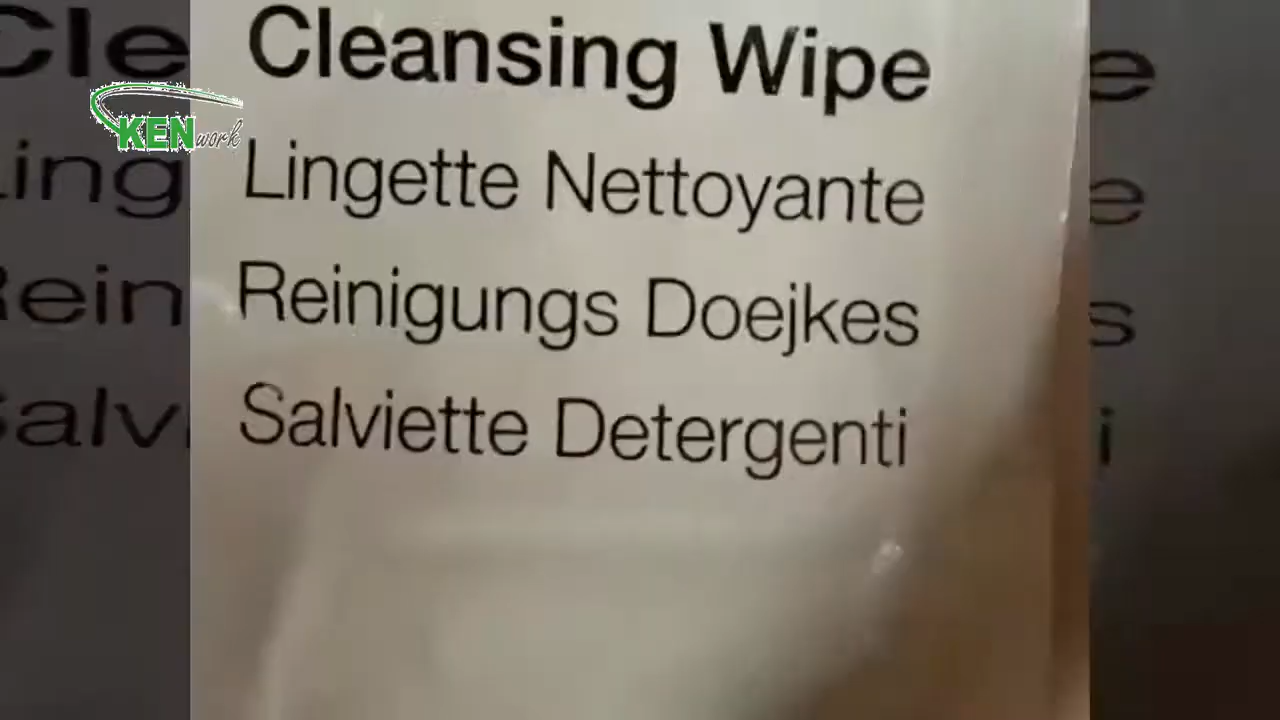 Cleansing Wipe
KENwork
Lingette Nettoyante
Reinigungs Doejkes
Salviette Detergenti